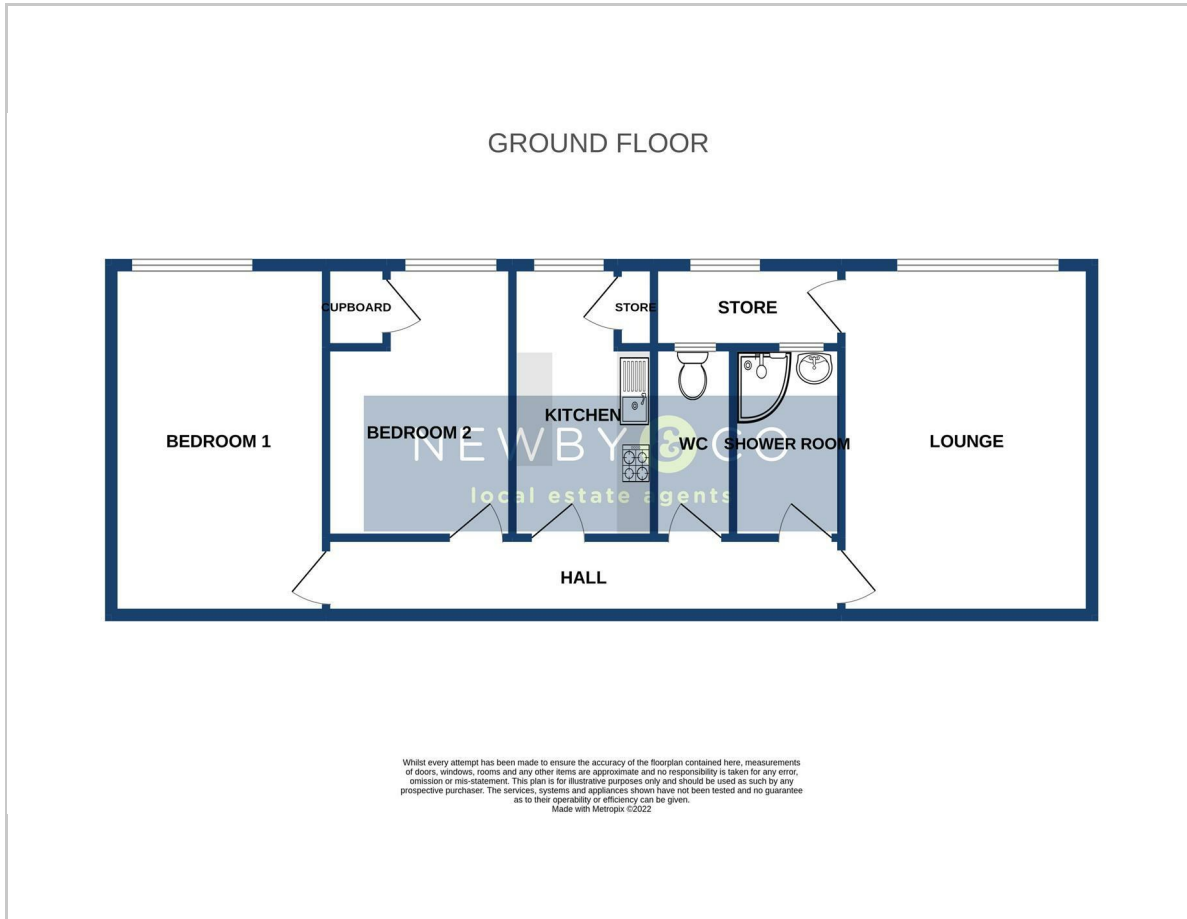 GROUND FLOOR
CUPBOARD
STORE
STORE
BEDROOM 1
BEDROOM 2
KITCHEN
WC
SHOWER ROOM
LOUNGE
NEWBY & CO
local estate agents
HALL
Whilst every attempt has been made to ensure the accuracy of the floorplan contained here, measurements
of doors, windows, rooms and any other items are approximate and no responsibility is taken for any error,
omission or mis-statement. This plan is for illustrative purposes only and should be used as such by any
prospective purchaser. The services, systems and appliances shown have not been tested and no guarantee
as to their operability or efficiency can be given.
Made with Metropix ©2022